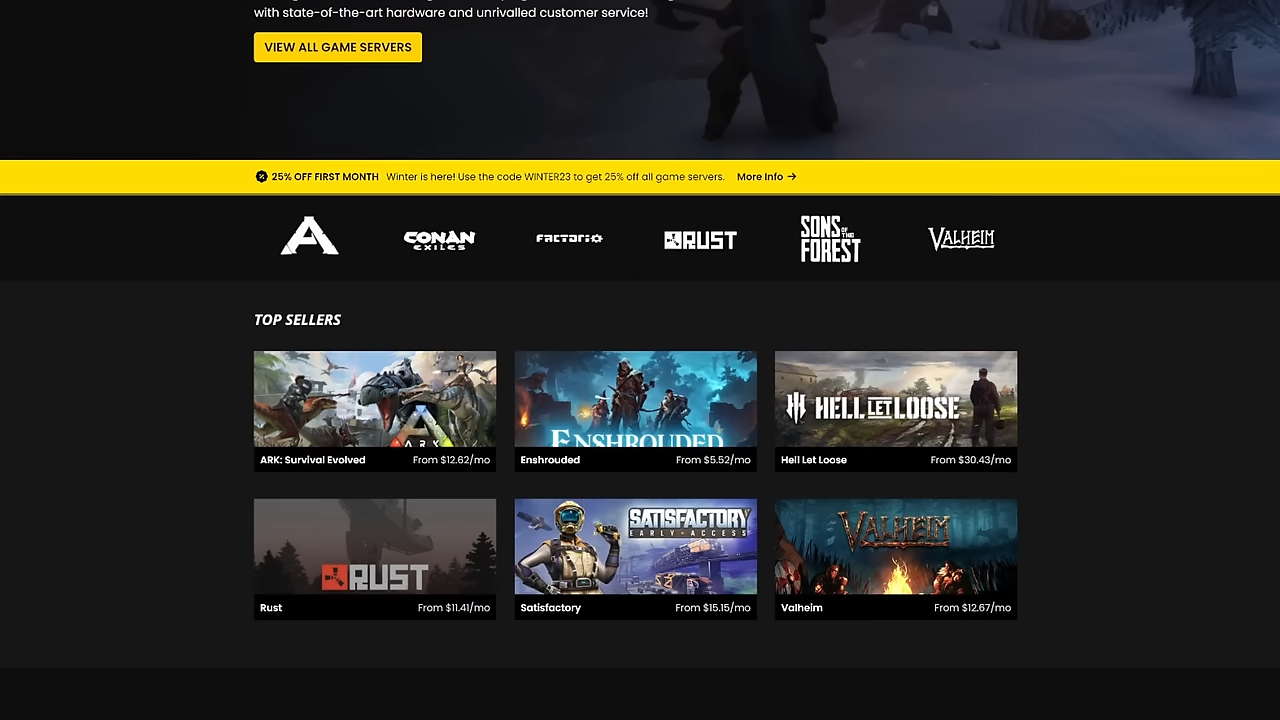 with state-of-the-art hardware and unrivalled customer service!
VIEW ALL GAME SERVERS
25% OFF FIRST MONTH Winter is here! Use the code WINTER23 to get 25% off all game servers. More Info →
CONAN EXILES
FACTORIO
RUST
SONS OF THE FOREST
VALHEIM
TOP SELLERS
ARK
ENSHROUDED
HELL LET LOOSE
ARK: Survival Evolved From $12.62/mo
Enshrouded From $5.52/mo
Hell Let Loose From $30.43/mo
RUST
SATISFACTORY
EARLY-ACCESS
VALHEIM
Rust From $11.41/mo
Satisfactory From $15.15/mo
Valheim From $12.67/mo